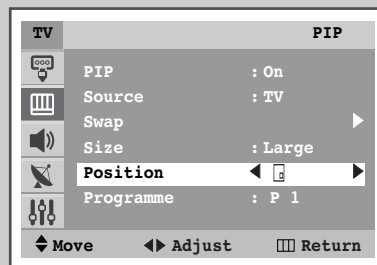 TV PIP
PIP : On
Source : TV
Swap
Size : Large
Position
Programme : P 1
Move Adjust Return